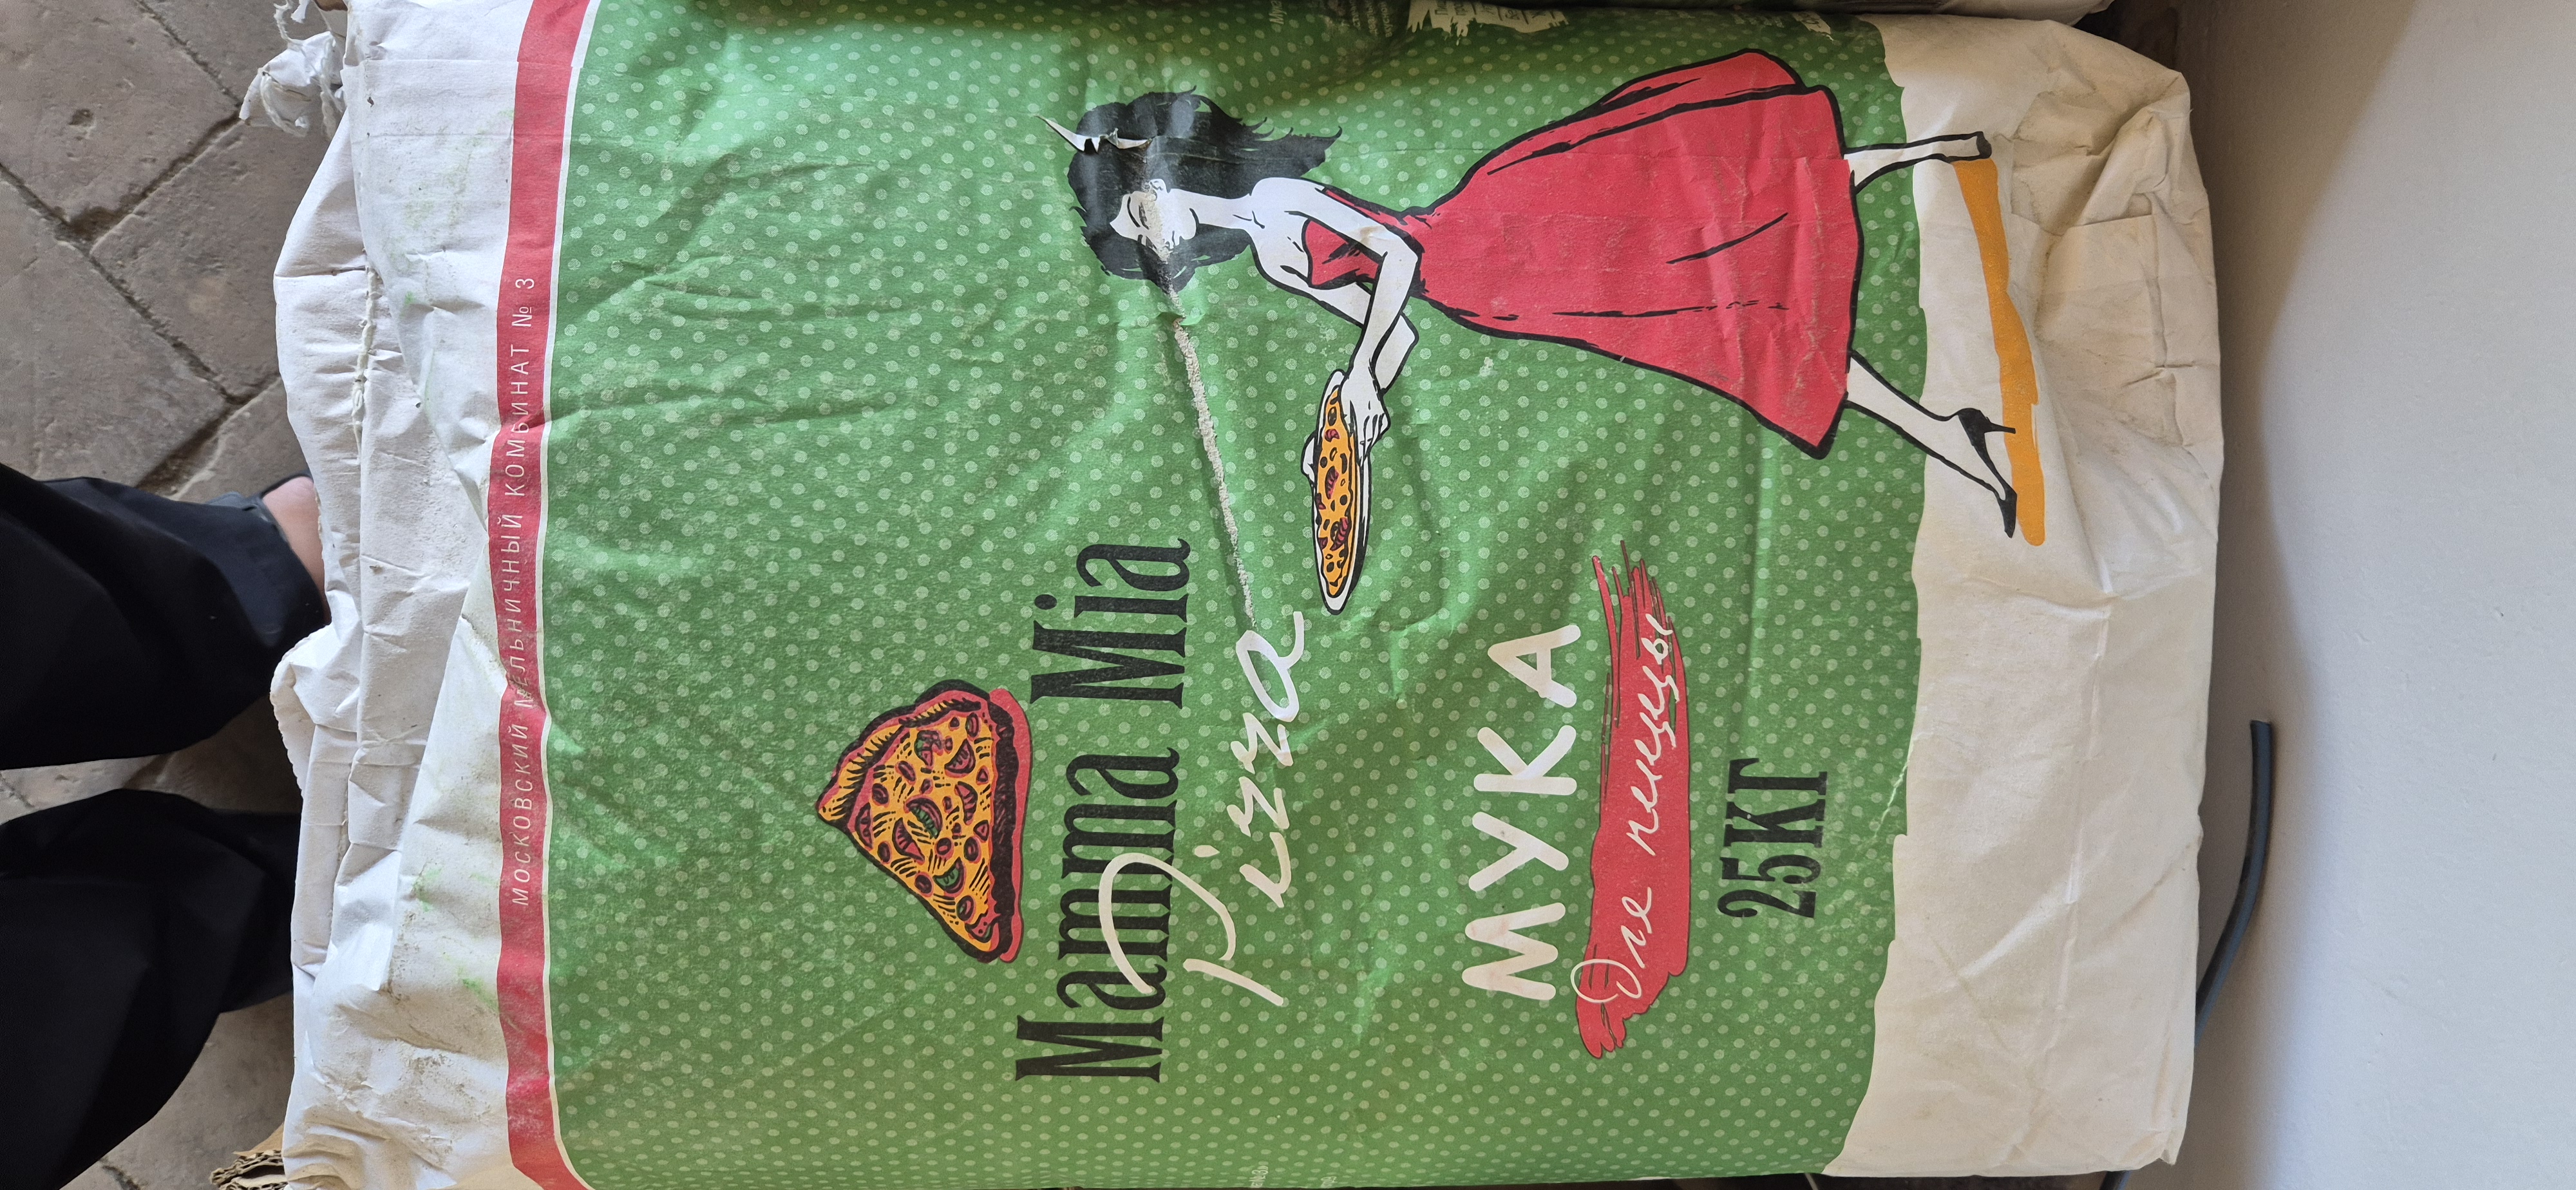 МОСКОВСКИЙ МЕЛЬНИЧНЫЙ КОМБИНАТ № 3
Mamma Mia
Pizza
МУКА
для пиццы
25КГ